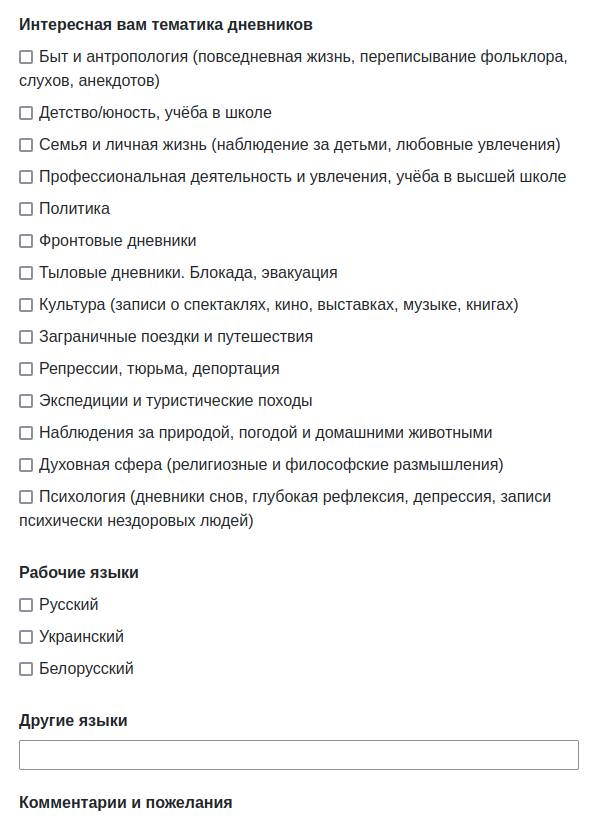 Интересная вам тематика дневников
Быт и антропология (повседневная жизнь, переписывание фольклора,
слухов, анекдотов)
Детство/юность, учёба в школе
Семья и личная жизнь (наблюдение за детьми, любовные увлечения)
Профессиональная деятельность и увлечения, учёба в высшей школе
Политика
Фронтовые дневники
Тыловые дневники. Блокада, эвакуация
Культура (записи о спектаклях, кино, выставках, музыке, книгах)
Заграничные поездки и путешествия
Репрессии, тюрьма, депортация
Экспедиции и туристические походы
Наблюдения за природой, погодой и домашними животными
Духовная сфера (религиозные и философские размышления)
Психология (дневники снов, глубокая рефлексия, депрессия, записи
психически нездоровых людей)
Рабочие языки
Русский
Украинский
Белорусский
Другие языки
Комментарии и пожелания